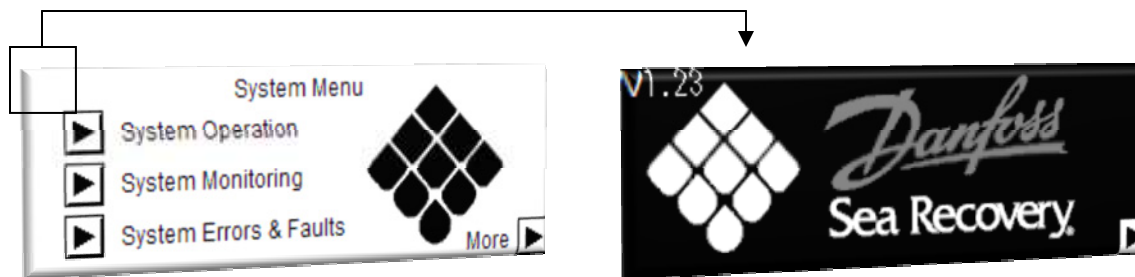 System Menu
System Operation
System Monitoring
System Errors & Faults
More
V1.23
Danfoss
Sea Recovery®